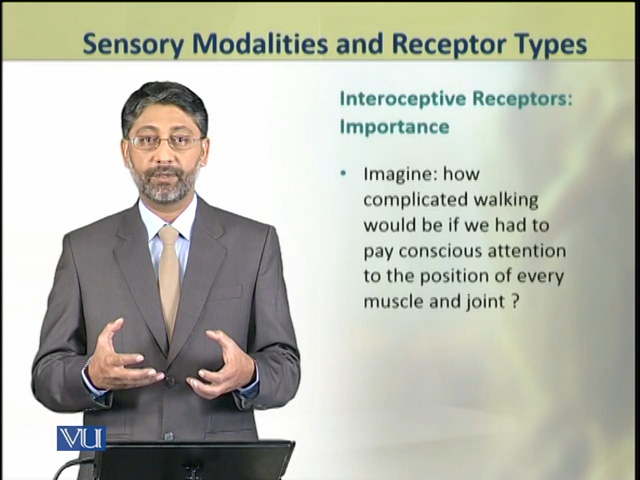 Sensory Modalities and Receptor Types
Interoceptive Receptors:
Importance
• Imagine: how
complicated walking
would be if we had to
pay conscious attention
to the position of every
muscle and joint ?
VU